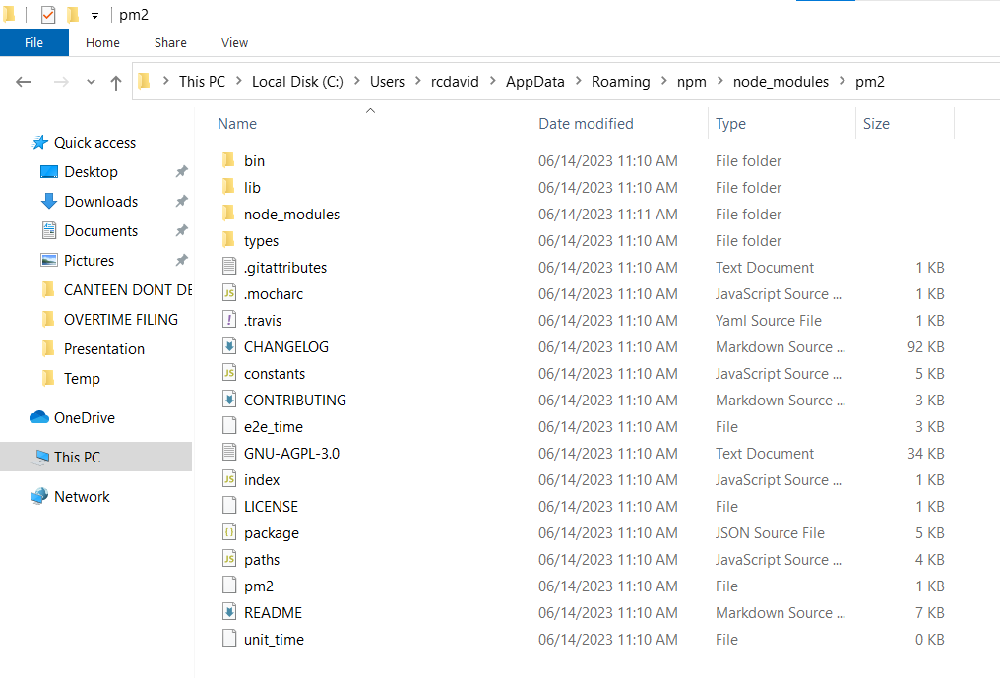 pm2
File Home Share View
This PC Local Disk (C:) Users rcdavid AppData Roaming npm node_modules pm2
Quick access
Desktop
Downloads
Documents
Pictures
CANTEEN DONT DE
OVERTIME FILING
Presentation
Temp
OneDrive
This PC
Network
Name Date modified Type Size
bin 06/14/2023 11:10 AM File folder
lib 06/14/2023 11:10 AM File folder
node_modules 06/14/2023 11:11 AM File folder
types 06/14/2023 11:10 AM File folder
.gitattributes 06/14/2023 11:10 AM Text Document 1 KB
.mocharc 06/14/2023 11:10 AM JavaScript Source ... 1 KB
.travis 06/14/2023 11:10 AM Yaml Source File 1 KB
CHANGELOG 06/14/2023 11:10 AM Markdown Source ... 92 KB
constants 06/14/2023 11:10 AM JavaScript Source ... 5 KB
CONTRIBUTING 06/14/2023 11:10 AM Markdown Source ... 3 KB
e2e_time 06/14/2023 11:10 AM File 3 KB
GNU-AGPL-3.0 06/14/2023 11:10 AM Text Document 34 KB
index 06/14/2023 11:10 AM JavaScript Source ... 1 KB
LICENSE 06/14/2023 11:10 AM File 1 KB
package 06/14/2023 11:10 AM JSON Source File 5 KB
paths 06/14/2023 11:10 AM JavaScript Source ... 4 KB
pm2 06/14/2023 11:10 AM File 1 KB
README 06/14/2023 11:10 AM Markdown Source ... 7 KB
unit_time 06/14/2023 11:10 AM File 0 KB